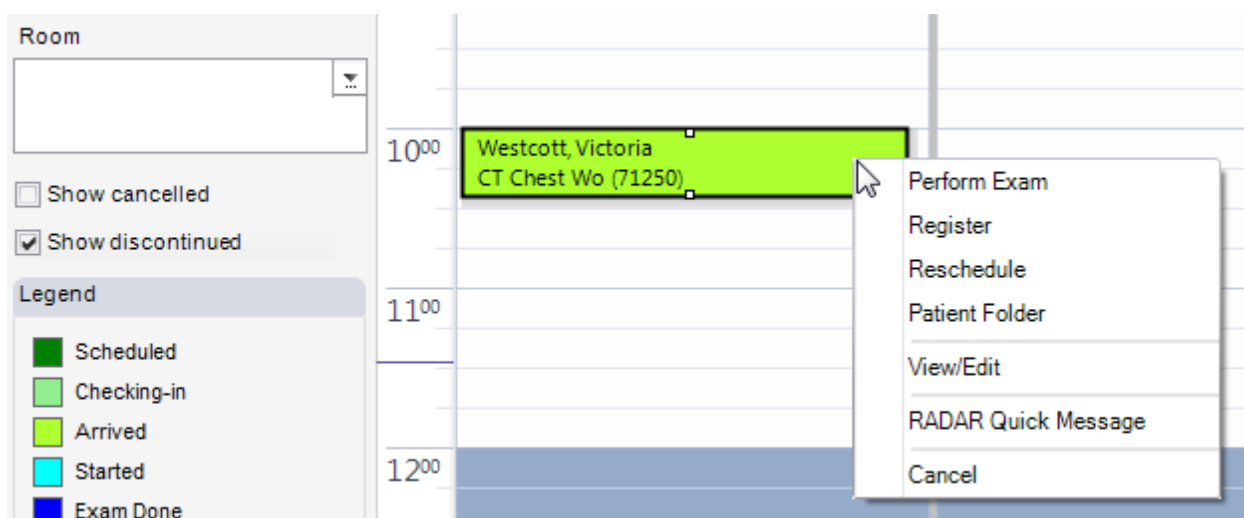 Room
Show cancelled
Show discontinued
Legend
Scheduled
Checking-in
Arrived
Started
Exam Done
1000
1100
1200
Westcott, Victoria
CT Chest Wo (71250)
Perform Exam
Register
Reschedule
Patient Folder
View/Edit
RADAR Quick Message
Cancel